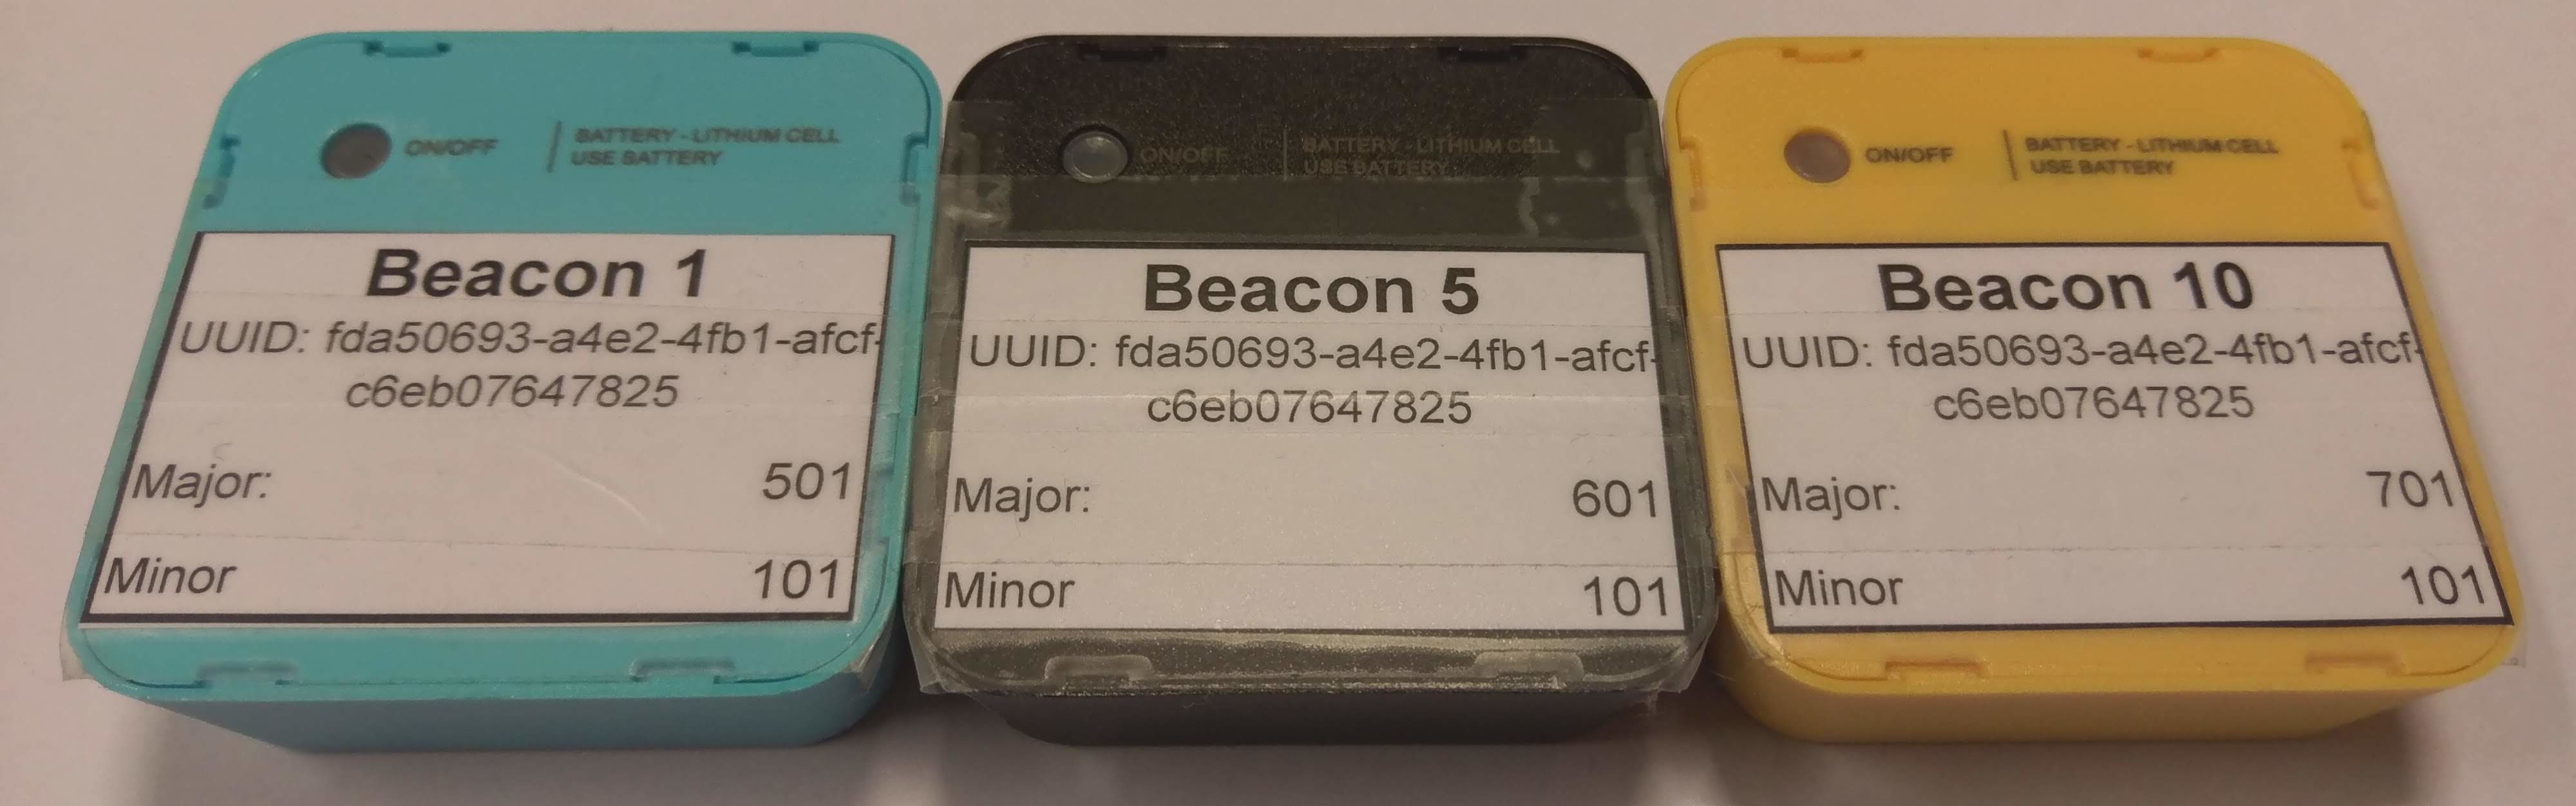 ON/OFF
BATTERY - LITHIUM CELL
USE BATTERY
Beacon 1
UUID: fda50693-a4e2-4fb1-afcf-
c6eb07647825
Major: 501
Minor 101
ON/OFF
BATTERY - LITHIUM CELL
USE BATTERY
Beacon 5
UUID: fda50693-a4e2-4fb1-afcf-
c6eb07647825
Major: 601
Minor 101
ON/OFF
BATTERY - LITHIUM CELL
USE BATTERY
Beacon 10
UUID: fda50693-a4e2-4fb1-afcf-
c6eb07647825
Major: 701
Minor 101